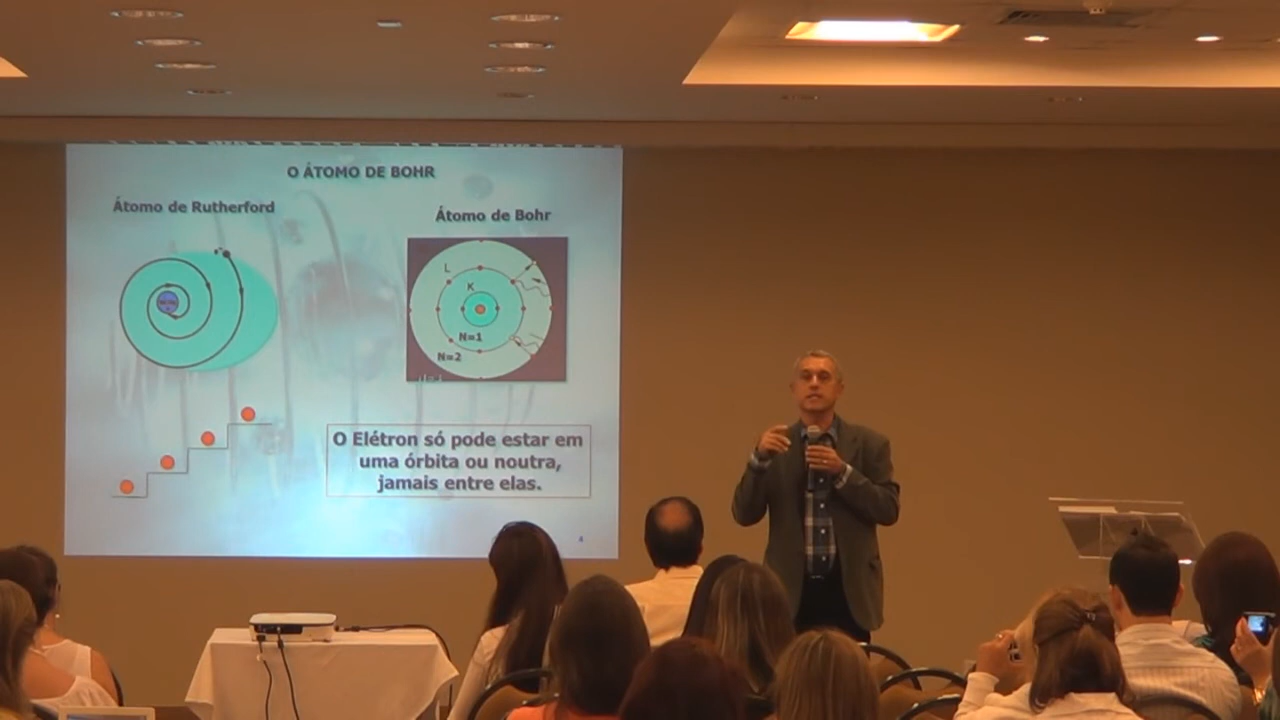 O ÁTOMO DE BOHR
Átomo de Rutherford
Átomo de Bohr
L
K
N=1
N=2
O Elétron só pode estar em
uma órbita ou noutra,
jamais entre elas.
4